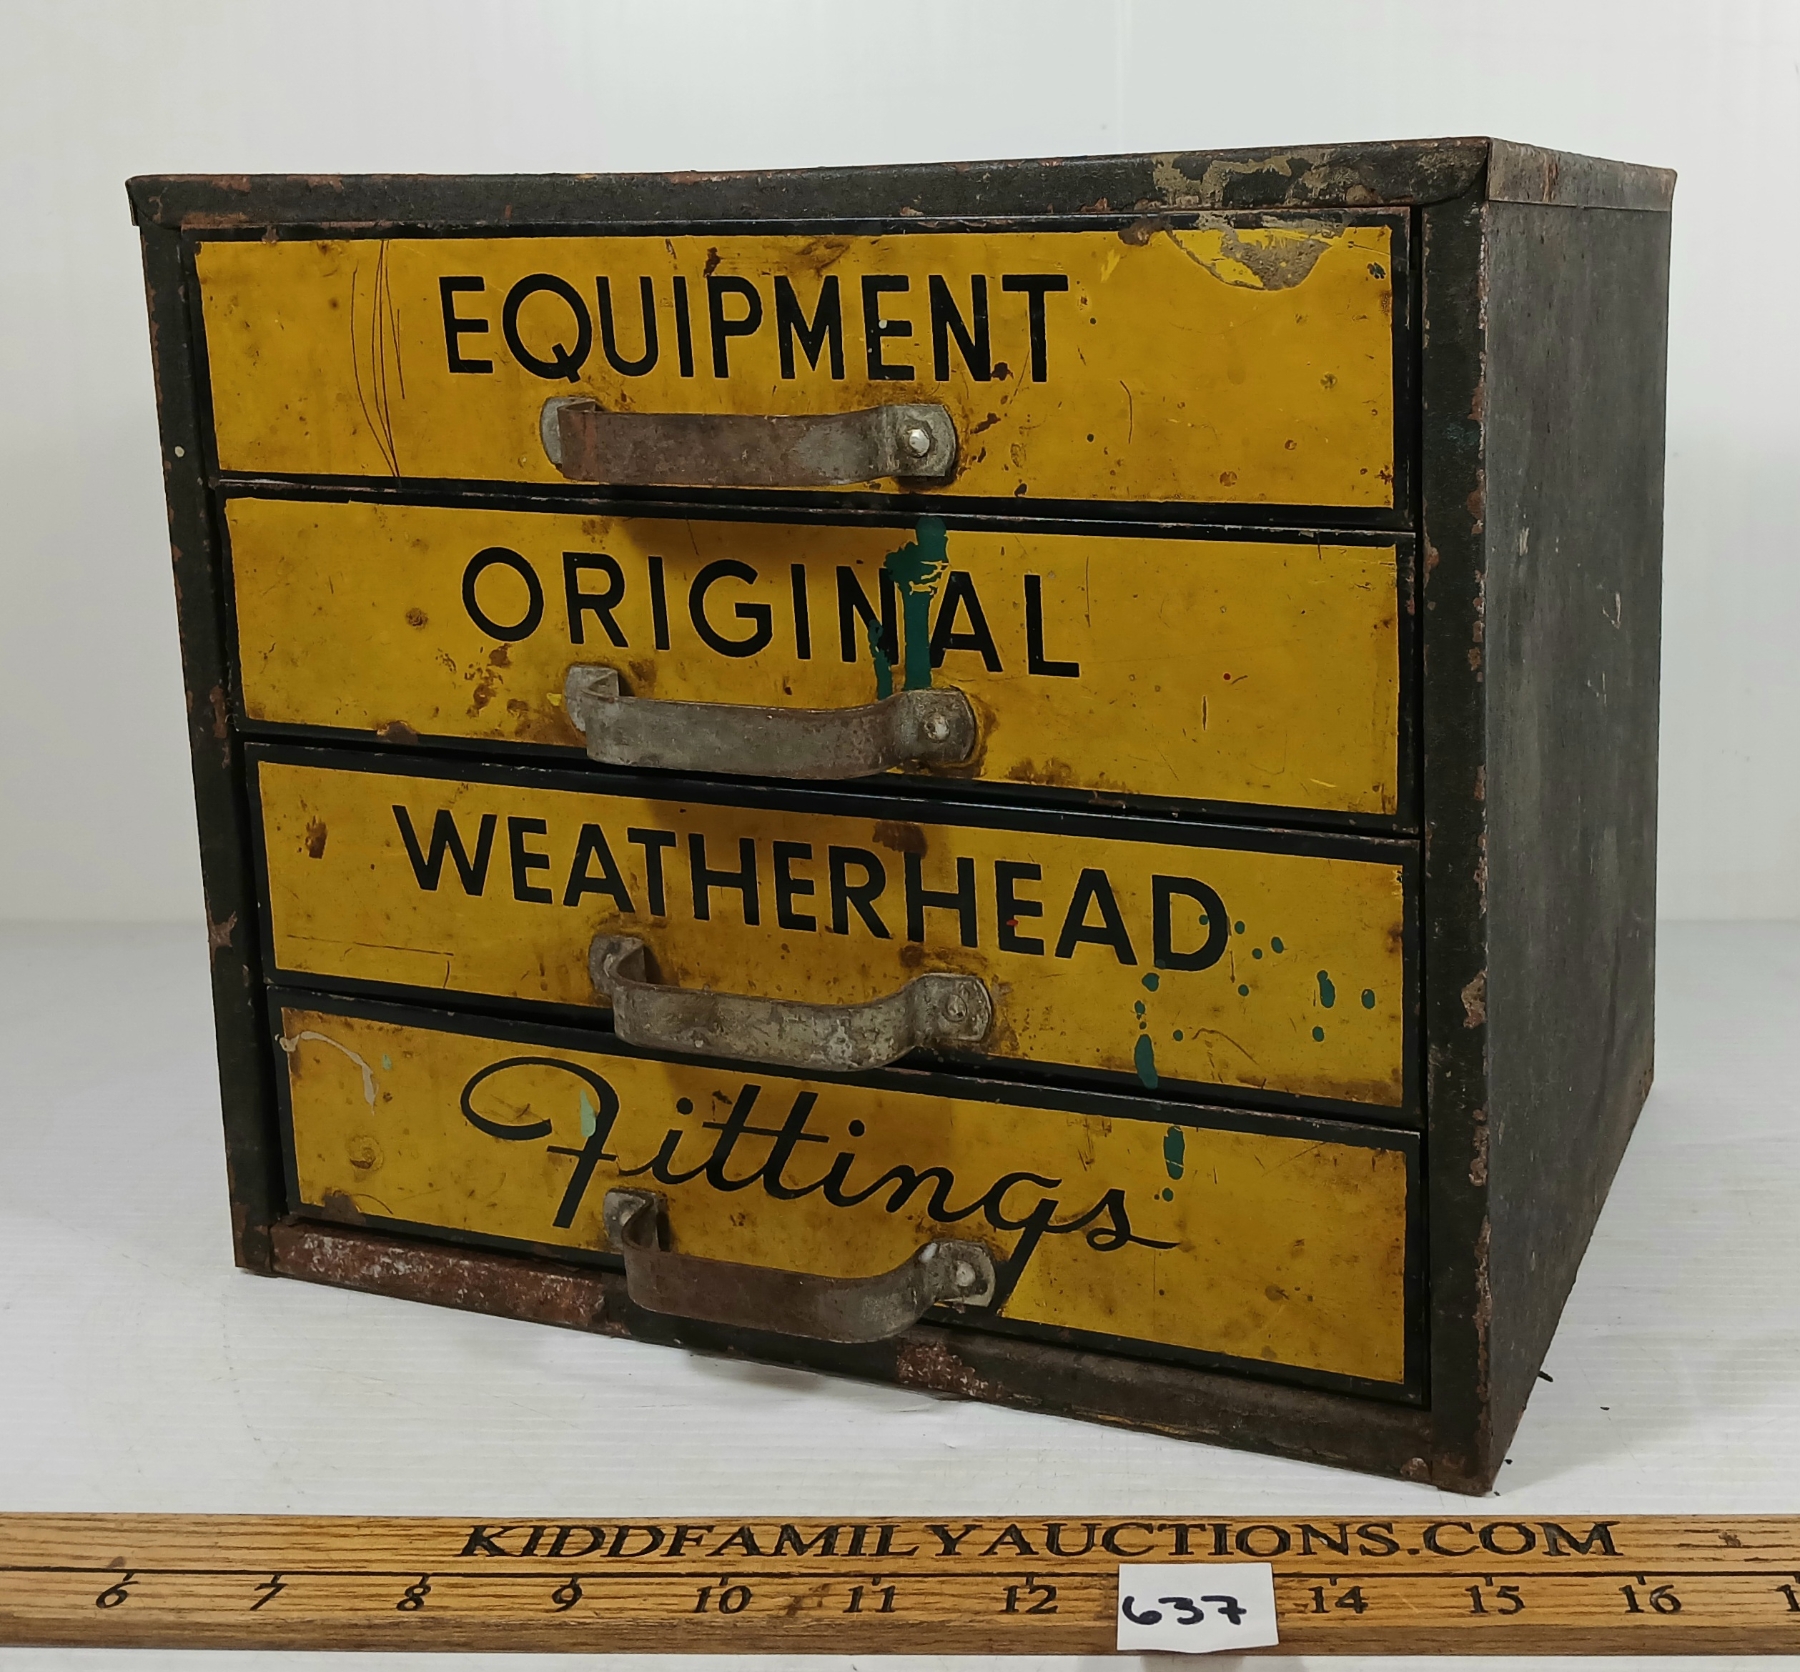 EQUIPMENT
ORIGINAL
WEATHERHEAD
Fittings
KIDDFAMILYAUCTIONS.COM
6 7 8 9 10 11 12 14 15 16
637